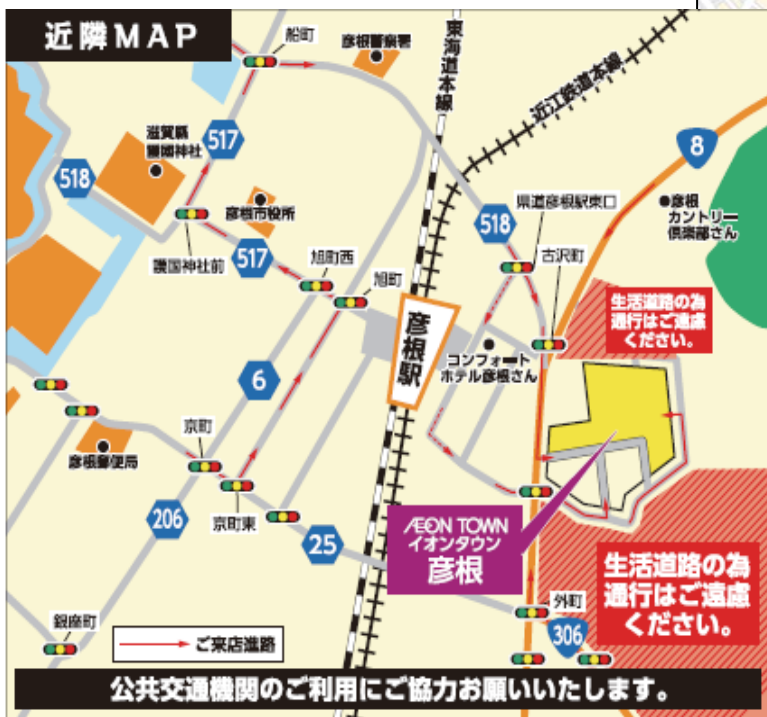 近隣MAP
船町
彦根警察署
東海道本線
近江鉄道本線
8
滋賀縣
護國神社
517
518
彦根市役所
護国神社前
517
旭町西
旭町
518
県道彦根駅東口
古沢町
彦根
カントリー
倶楽部さん
生活道路の為
通行はご遠慮
ください。
彦根駅
コンフォート
ホテル彦根さん
6
京町
彦根郵便局
206
京町東
25
ÆON TOWN
イオンタウン
彦根
生活道路の為
通行はご遠慮
ください。
外町
306
銀座町
ご来店進路
公共交通機関のご利用にご協力お願いいたします。